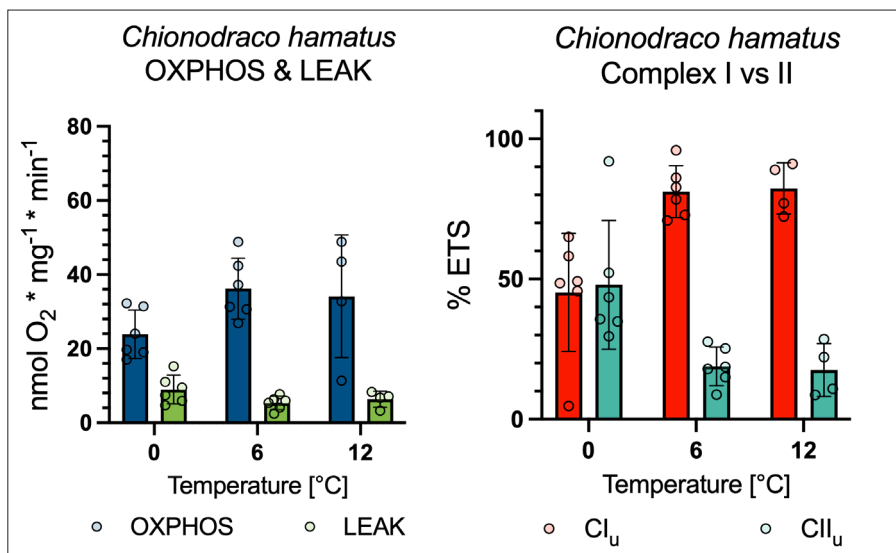 Chionodraco hamatus
OXPHOS & LEAK
nmol O₂ * mg⁻¹ * min⁻¹
80
60
40
20
0
0 6 12
Temperature [°C]
OXPHOS LEAK
Chionodraco hamatus
Complex I vs II
% ETS
100
50
0
0 6 12
Temperature [°C]
CIᵤ CIIᵤ